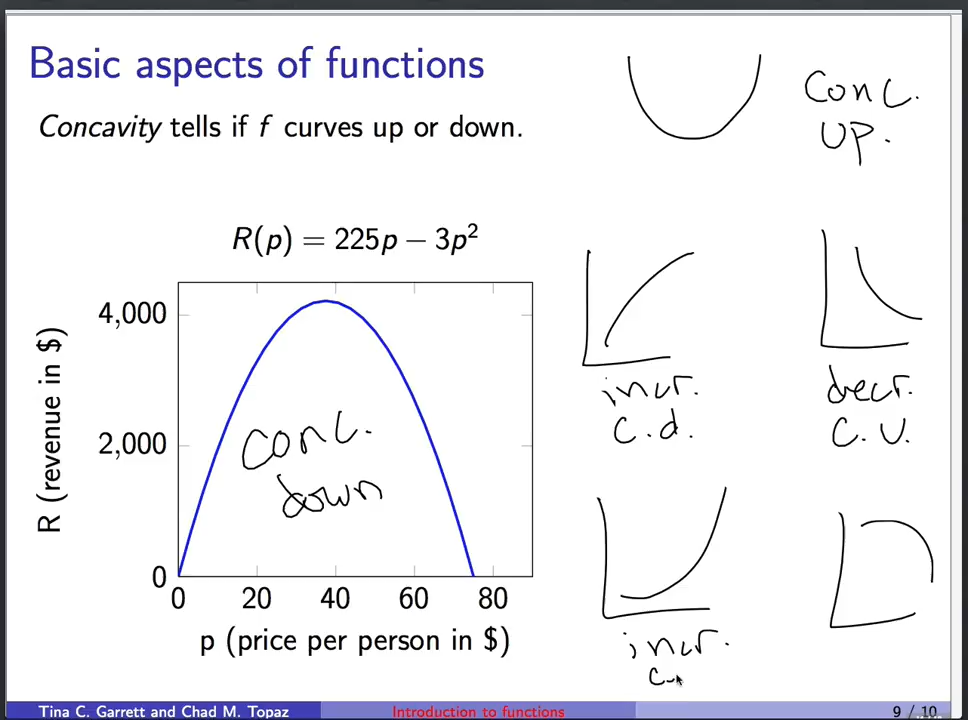 Basic aspects of functions
Concavity tells if f curves up or down.
Conc.
UP.
R(p) = 225p − 3p²
4,000
2,000
0
0 20 40 60 80
R (revenue in $)
p (price per person in $)
conc.
down
incr.
C.d.
decr.
C.U.
incr.
c.
Tina C. Garrett and Chad M. Topaz
Introduction to functions
9 / 10